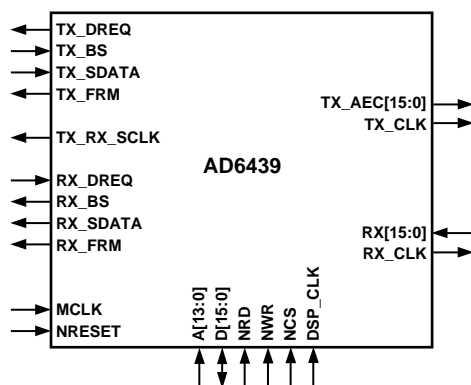 TX_DREQ
TX_BS
TX_SDATA
TX_FRM
TX_RX_SCLK
RX_DREQ
RX_BS
RX_SDATA
RX_FRM
MCLK
NRESET
AD6439
TX_AEC[15:0]
TX_CLK
RX[15:0]
RX_CLK
A[13:0]
D[15:0]
NRD
NWR
NCS
DSP_CLK